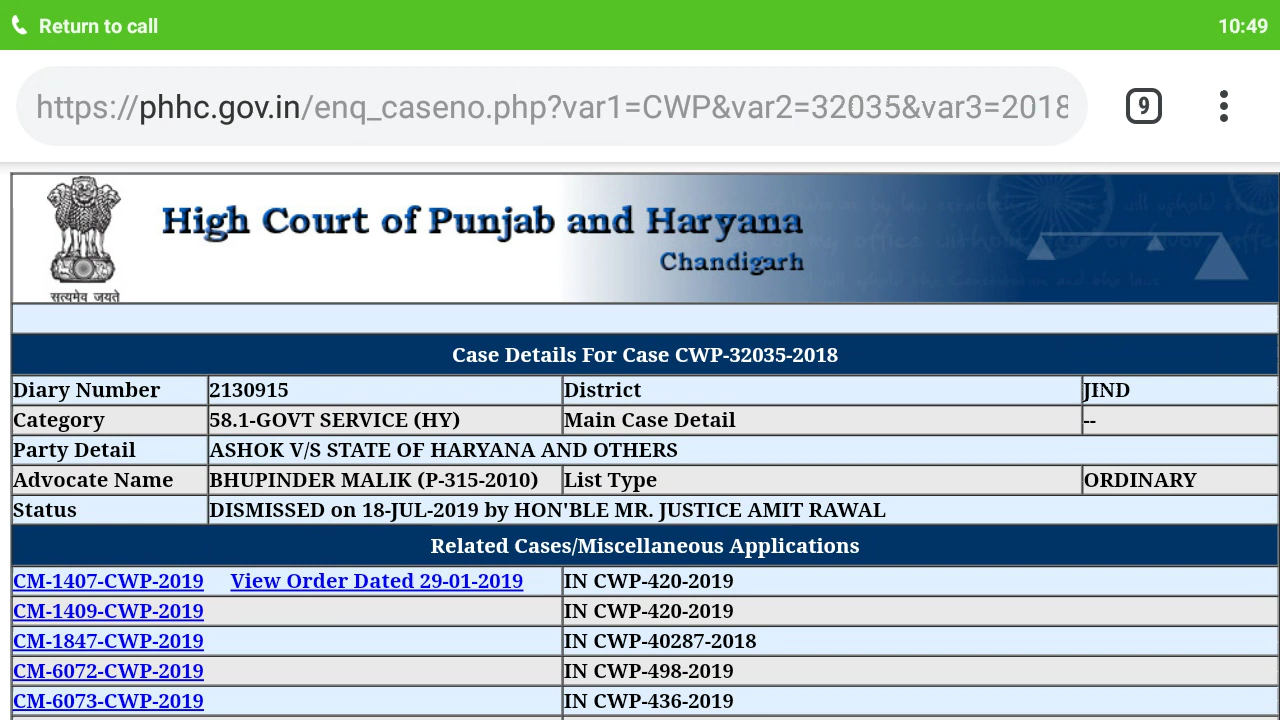 Return to call 10:49
https://phhc.gov.in/enq_caseno.php?var1=CWP&var2=32035&var3=2018 9
High Court of Punjab and Haryana
Chandigarh
सत्यमेव जयते
Case Details For Case CWP-32035-2018
Diary Number 2130915 District JIND
Category 58.1-GOVT SERVICE (HY) Main Case Detail --
Party Detail ASHOK V/S STATE OF HARYANA AND OTHERS
Advocate Name BHUPINDER MALIK (P-315-2010) List Type ORDINARY
Status DISMISSED on 18-JUL-2019 by HON'BLE MR. JUSTICE AMIT RAWAL
Related Cases/Miscellaneous Applications
CM-1407-CWP-2019 View Order Dated 29-01-2019 IN CWP-420-2019
CM-1409-CWP-2019 IN CWP-420-2019
CM-1847-CWP-2019 IN CWP-40287-2018
CM-6072-CWP-2019 IN CWP-498-2019
CM-6073-CWP-2019 IN CWP-436-2019